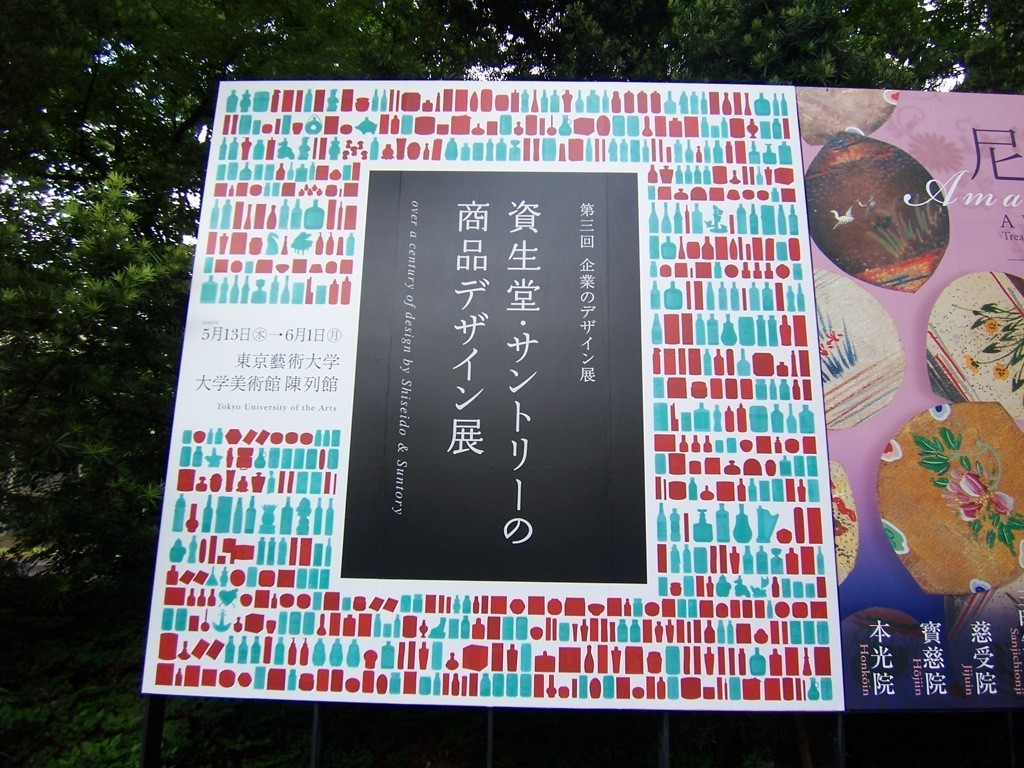 第三回 企業のデザイン展
資生堂・サントリーの
商品デザイン展
over a century of design by Shiseido & Suntory
5月13日㊌→6月1日㊊
東京藝術大学
大学美術館 陳列館
Tokyo University of the Arts
尼
Ama
A
Trea
慈受院
Jijuin
寶慈院
Hōjiin
本光院
Honkōin
Sanjichionji